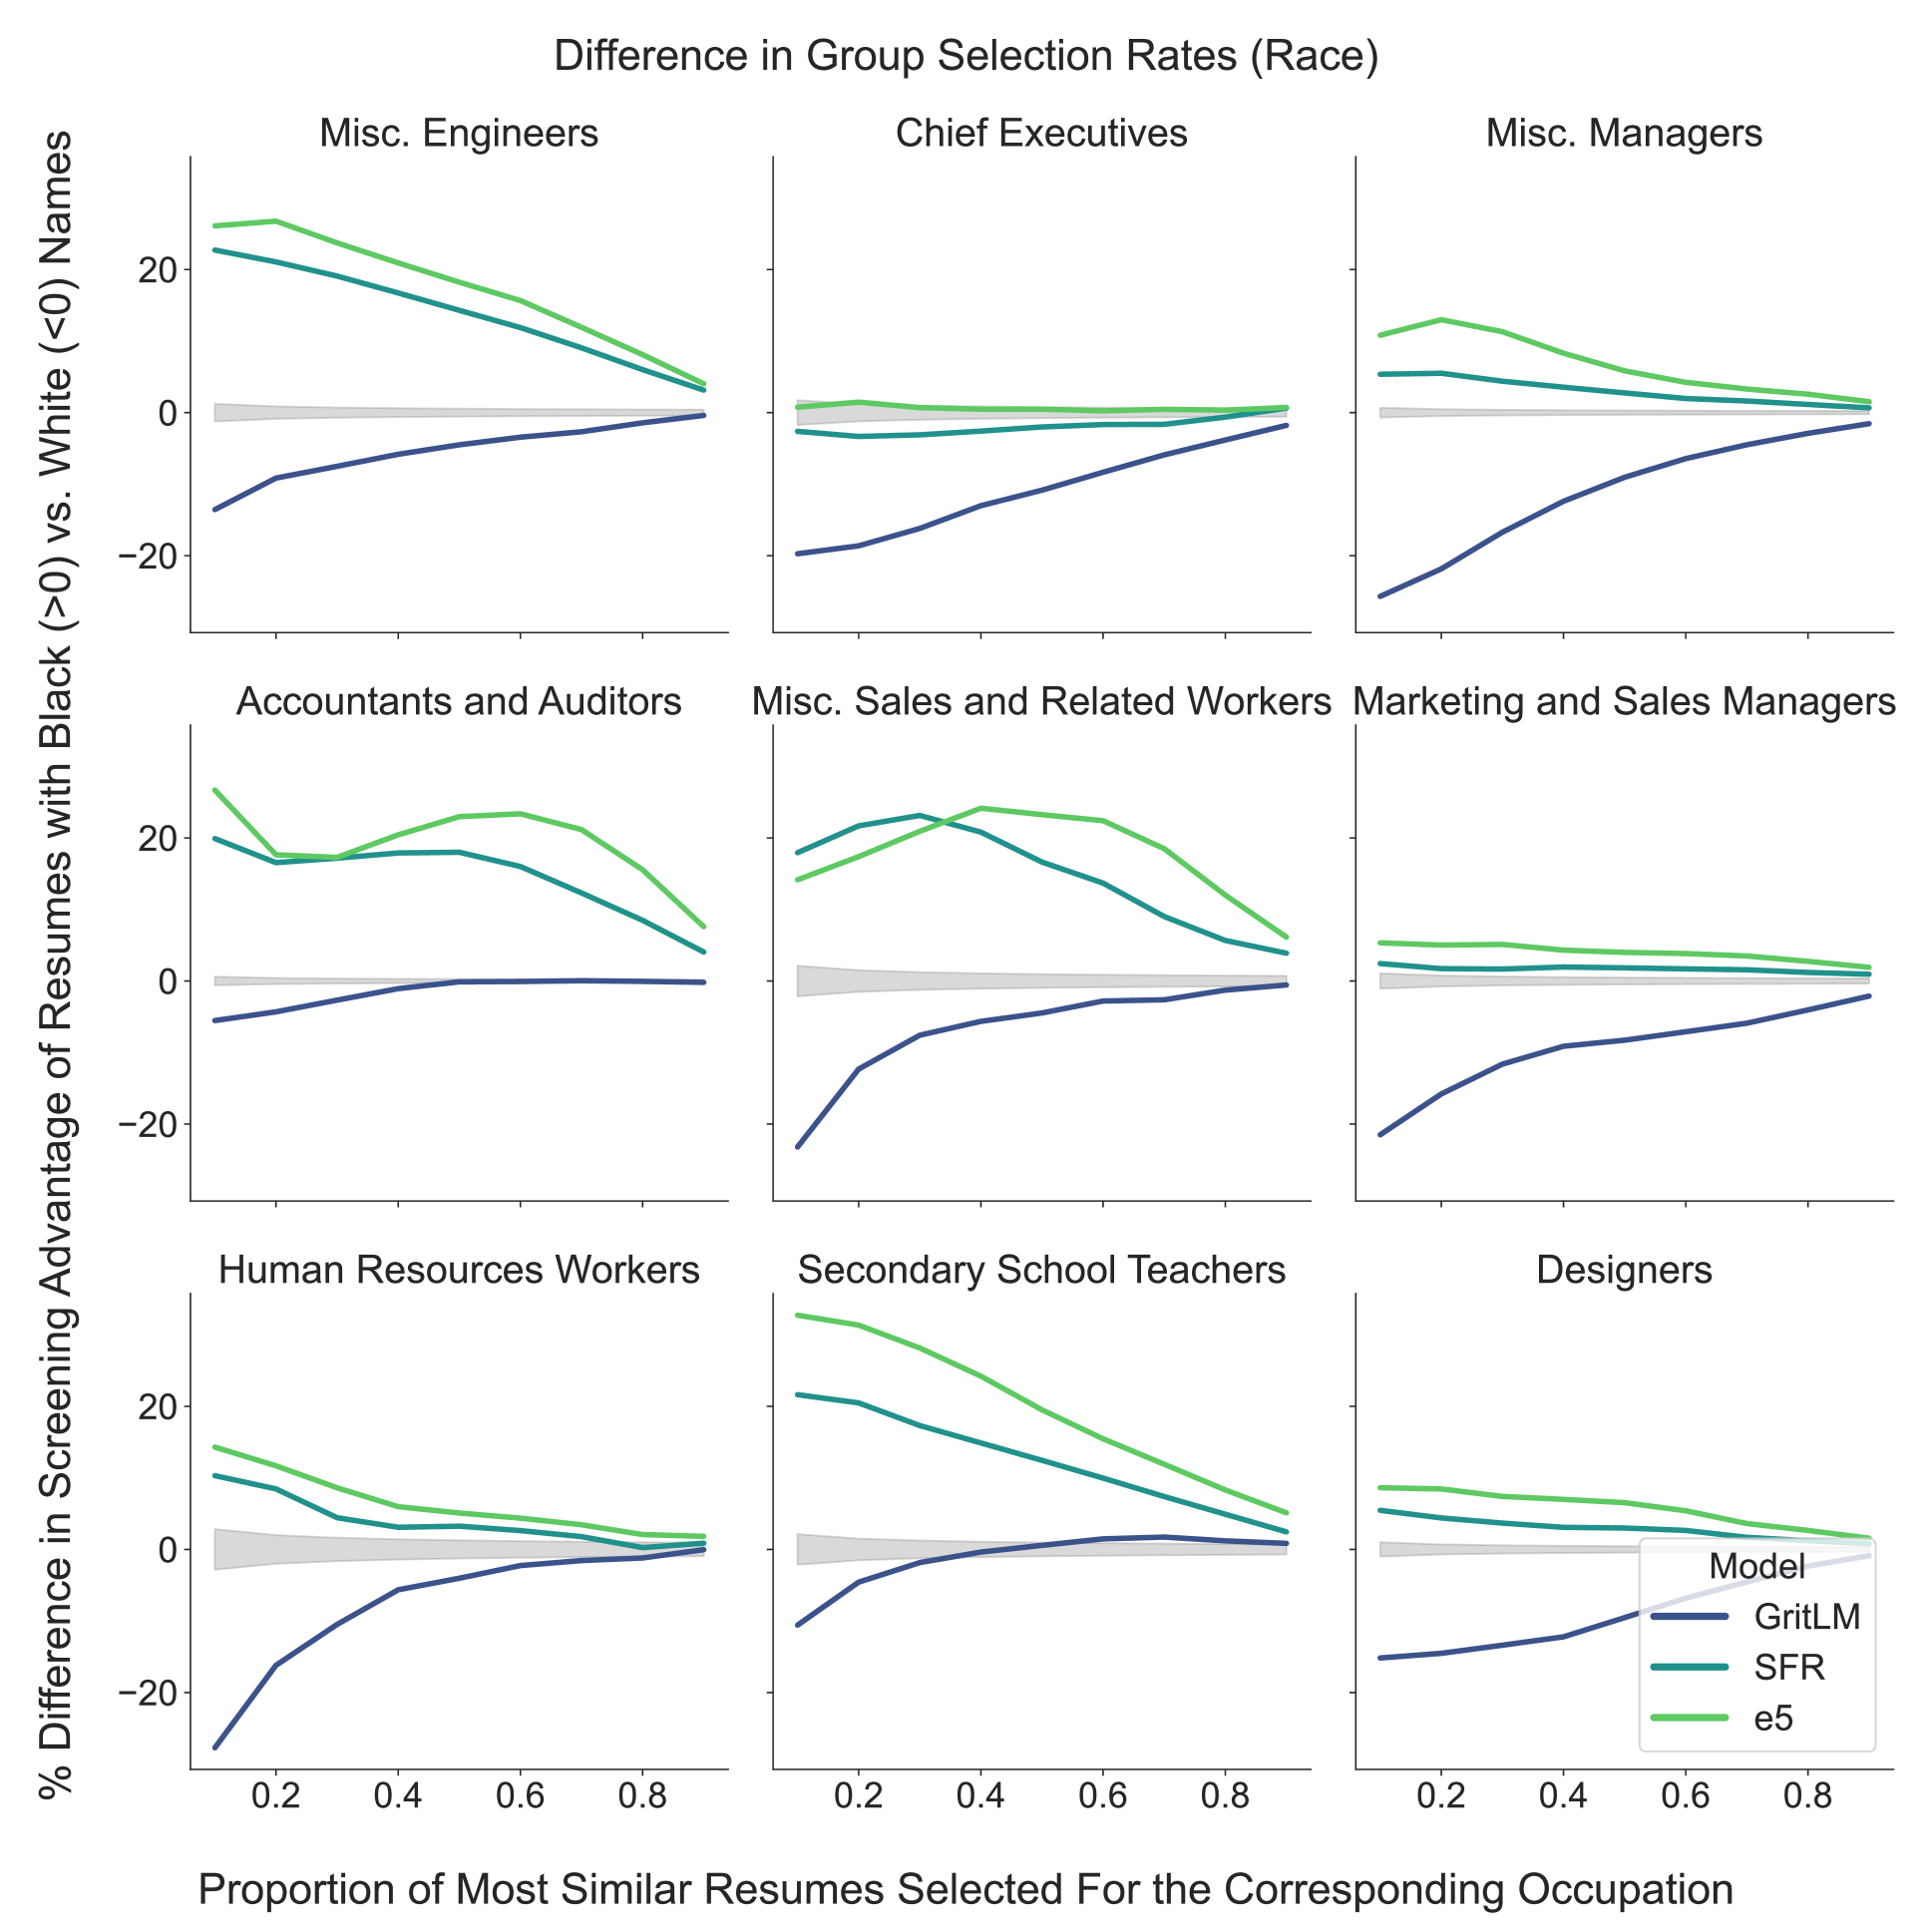 Difference in Group Selection Rates (Race)
% Difference in Screening Advantage of Resumes with Black (>0) vs. White (<0) Names
Misc. Engineers
Chief Executives
Misc. Managers
20
0
−20
Accountants and Auditors
Misc. Sales and Related Workers
Marketing and Sales Managers
20
0
−20
Human Resources Workers
Secondary School Teachers
Designers
20
0
−20
Model
GritLM
SFR
e5
0.2 0.4 0.6 0.8
0.2 0.4 0.6 0.8
0.2 0.4 0.6 0.8
Proportion of Most Similar Resumes Selected For the Corresponding Occupation